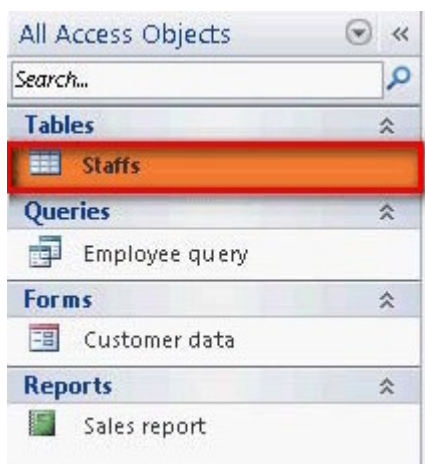 All Access Objects
Search...
Tables
Staffs
Queries
Employee query
Forms
Customer data
Reports
Sales report